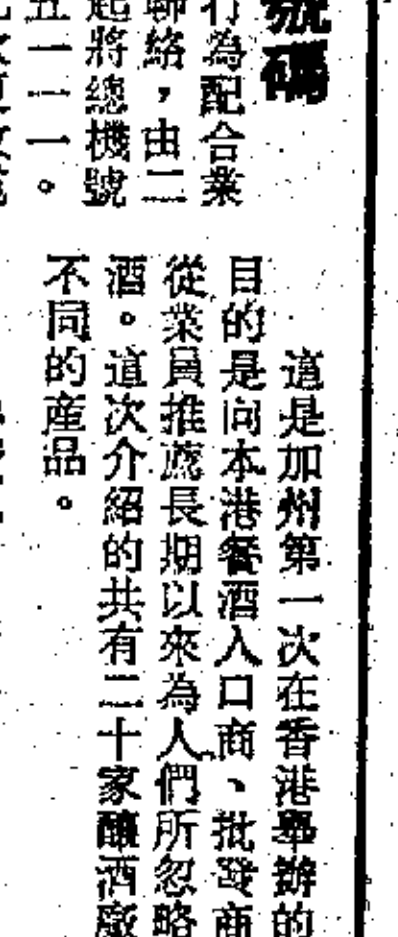 號碼
行為配合業
聯絡，由二
起將總機號
五一一一。
這是加州第一次在香港舉辦的
目的是向本港餐酒入口商、批發商
從業員推薦長期以來為人們所忽略
酒。這次介紹的共有二十家釀酒廠
不同的產品。